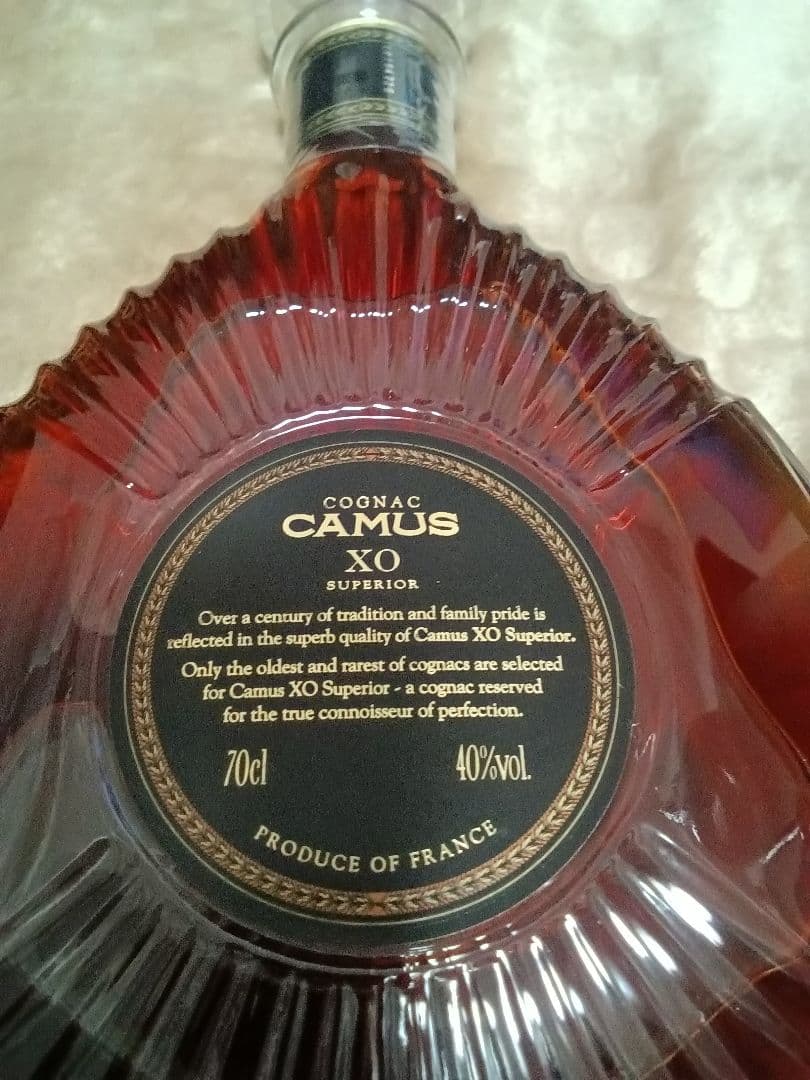 COGNAC
CAMUS
XO
SUPERIOR
Over a century of tradition and family pride is
reflected in the superb quality of Camus XO Superior.
Only the oldest and rarest of cognacs are selected
for Camus XO Superior - a cognac reserved
for the true connoisseur of perfection.
70cl 40%vol.
PRODUCE OF FRANCE